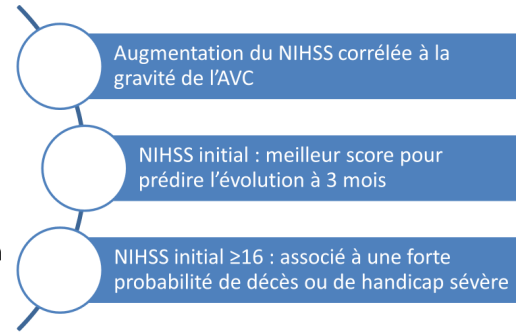 Augmentation du NIHSS corrélée à la
gravité de l'AVC
NIHSS initial : meilleur score pour
prédire l'évolution à 3 mois
NIHSS initial ≥16 : associé à une forte
probabilité de décès ou de handicap sévère